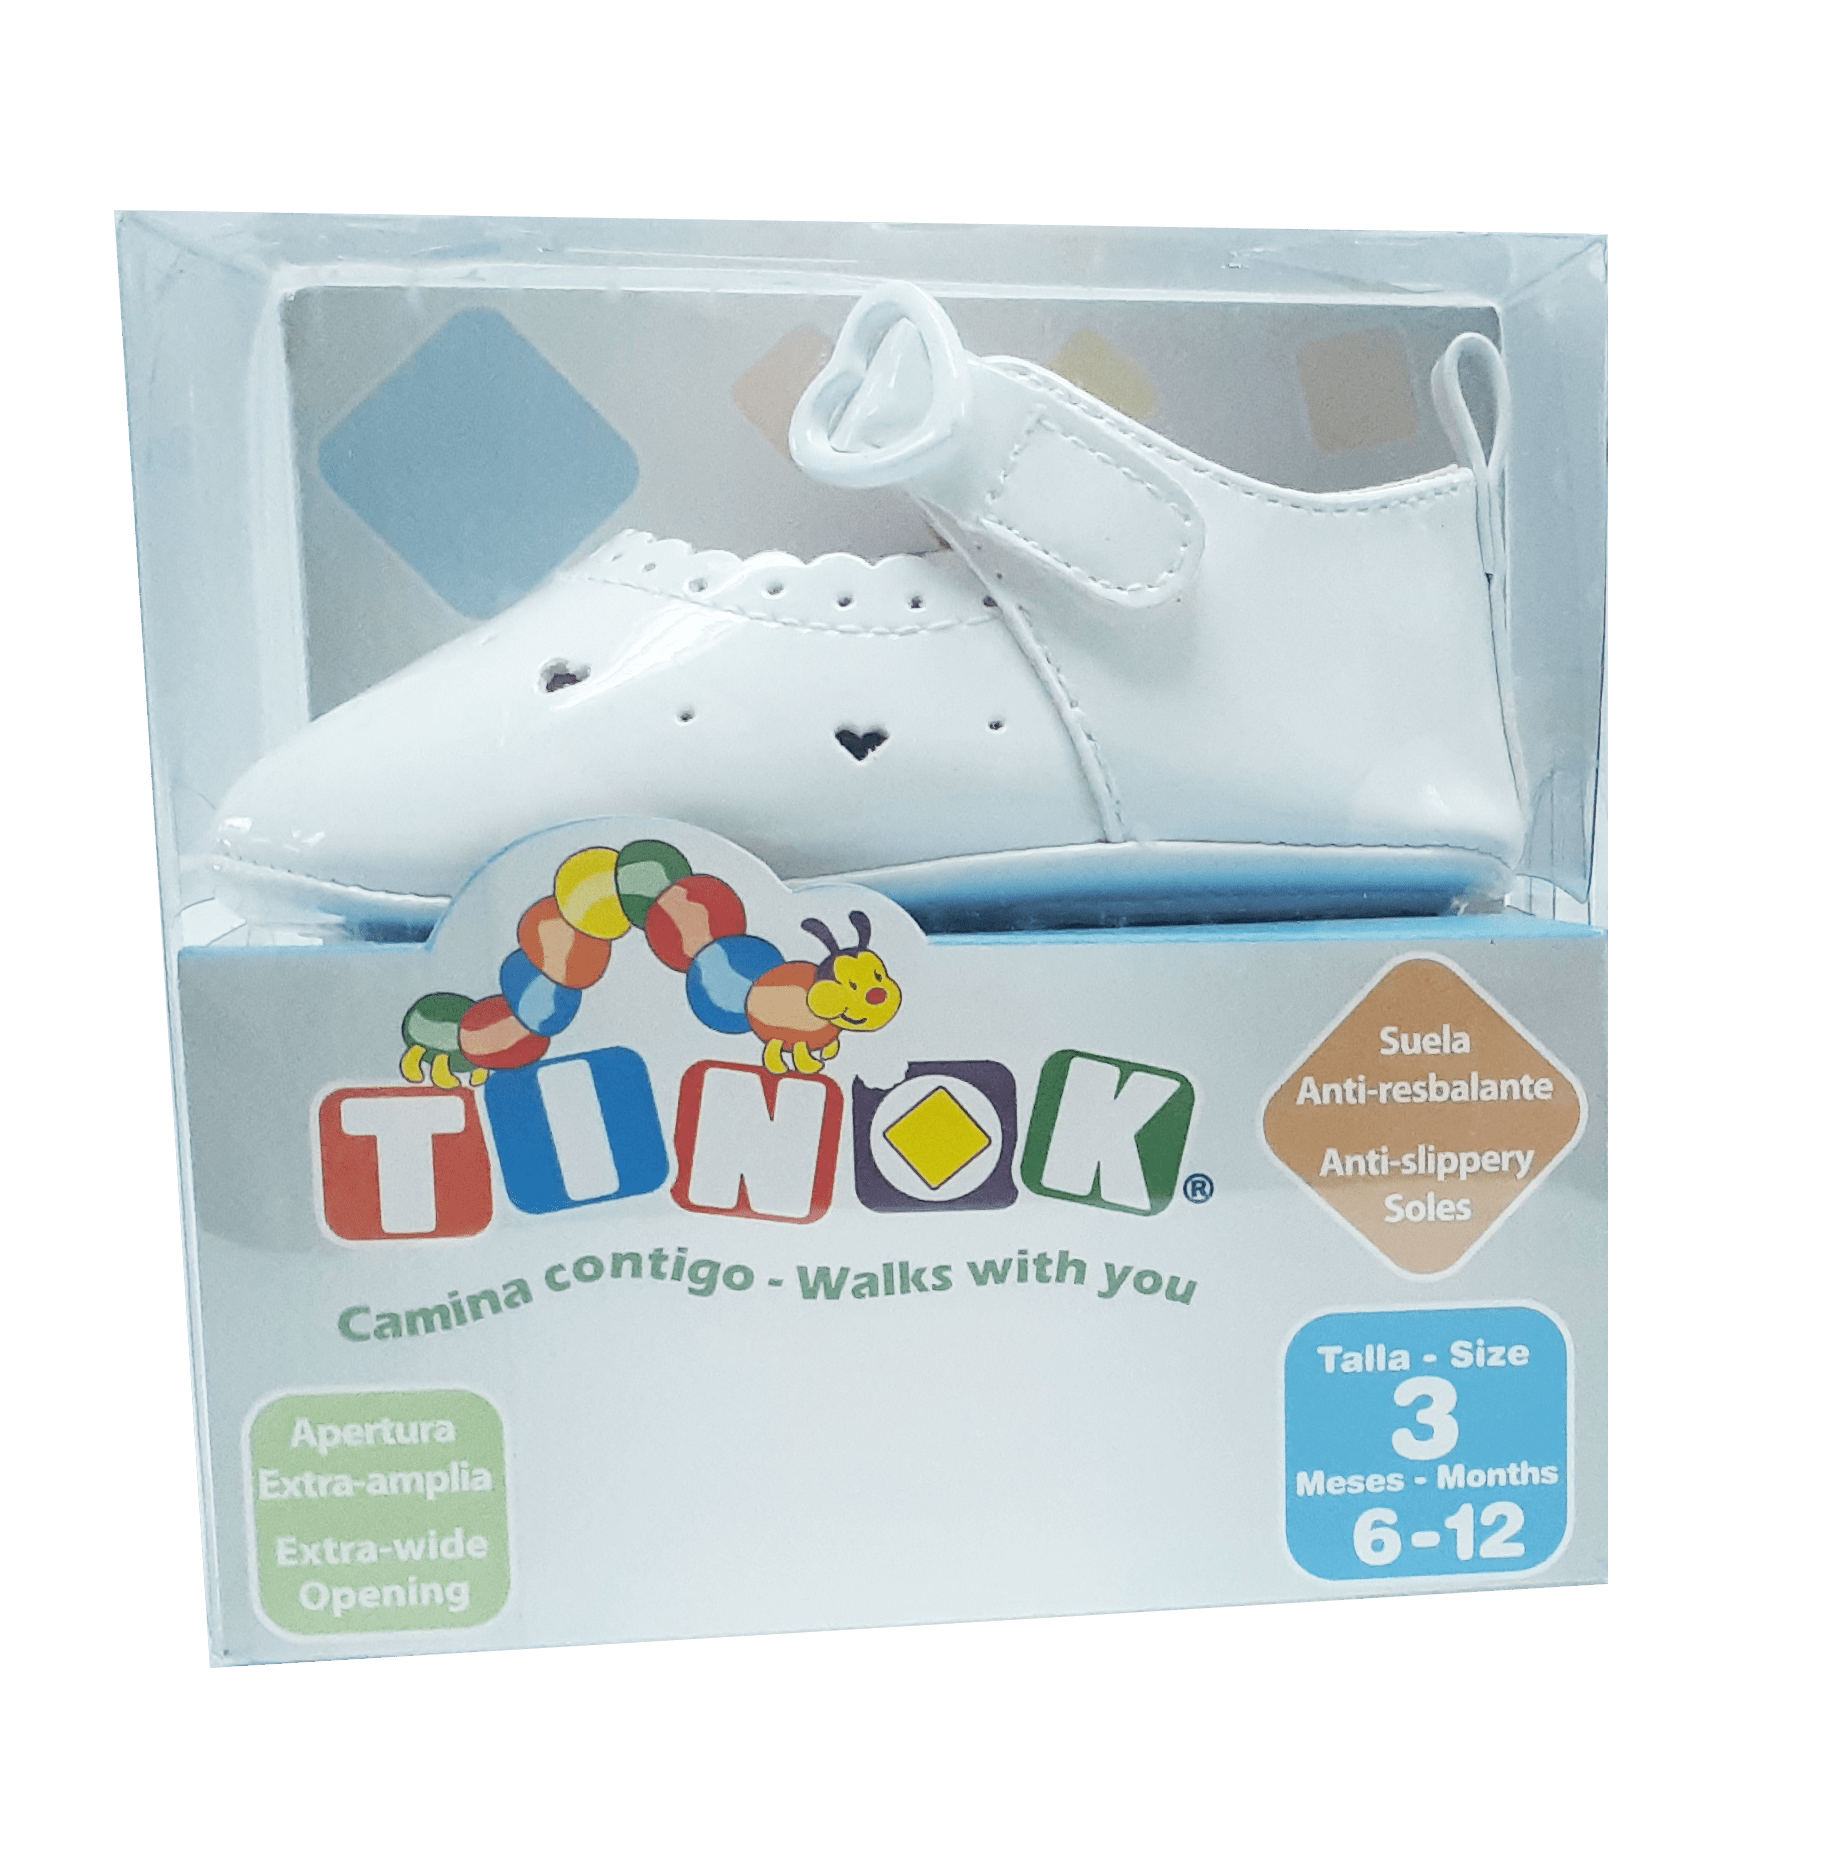 TINOK®
Camina contigo - Walks with you
Suela
Anti-resbalante
Anti-slippery
Soles
Apertura
Extra-amplia
Extra-wide
Opening
Talla - Size
3
Meses - Months
6-12